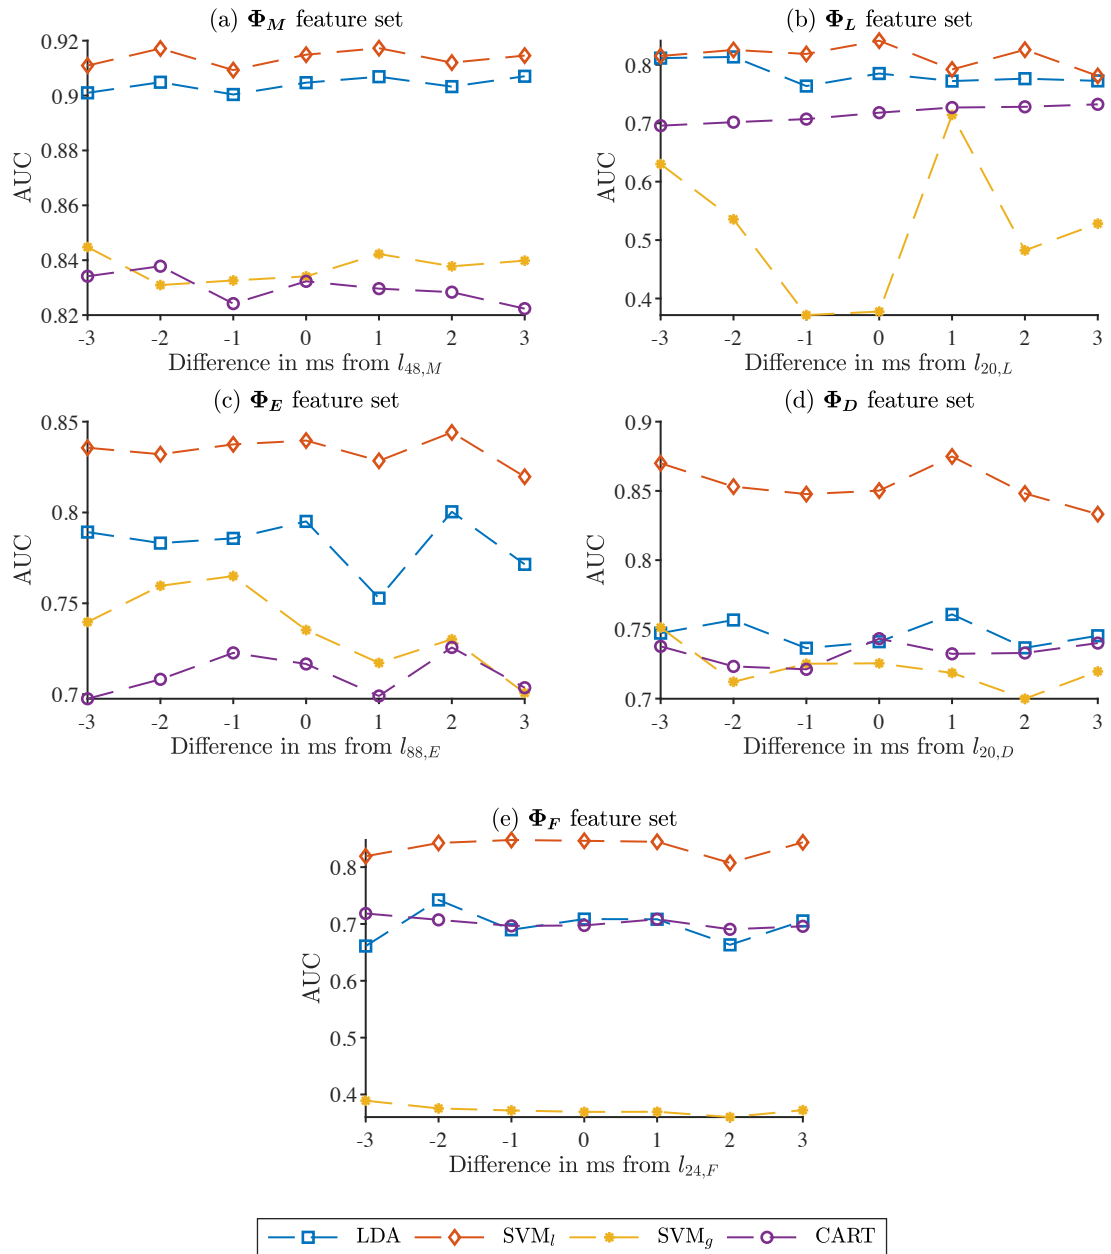 (a) Φ_M feature set
0.92
0.9
0.88
0.86
0.84
0.82
AUC
-3 -2 -1 0 1 2 3
Difference in ms from l_{48,M}
(b) Φ_L feature set
0.8
0.7
0.6
0.5
0.4
AUC
-3 -2 -1 0 1 2 3
Difference in ms from l_{20,L}
(c) Φ_E feature set
0.85
0.8
0.75
0.7
AUC
-3 -2 -1 0 1 2 3
Difference in ms from l_{88,E}
(d) Φ_D feature set
0.9
0.85
0.8
0.75
0.7
AUC
-3 -2 -1 0 1 2 3
Difference in ms from l_{20,D}
(e) Φ_F feature set
0.8
0.7
0.6
0.5
0.4
AUC
-3 -2 -1 0 1 2 3
Difference in ms from l_{24,F}
LDA SVM_l SVM_g CART